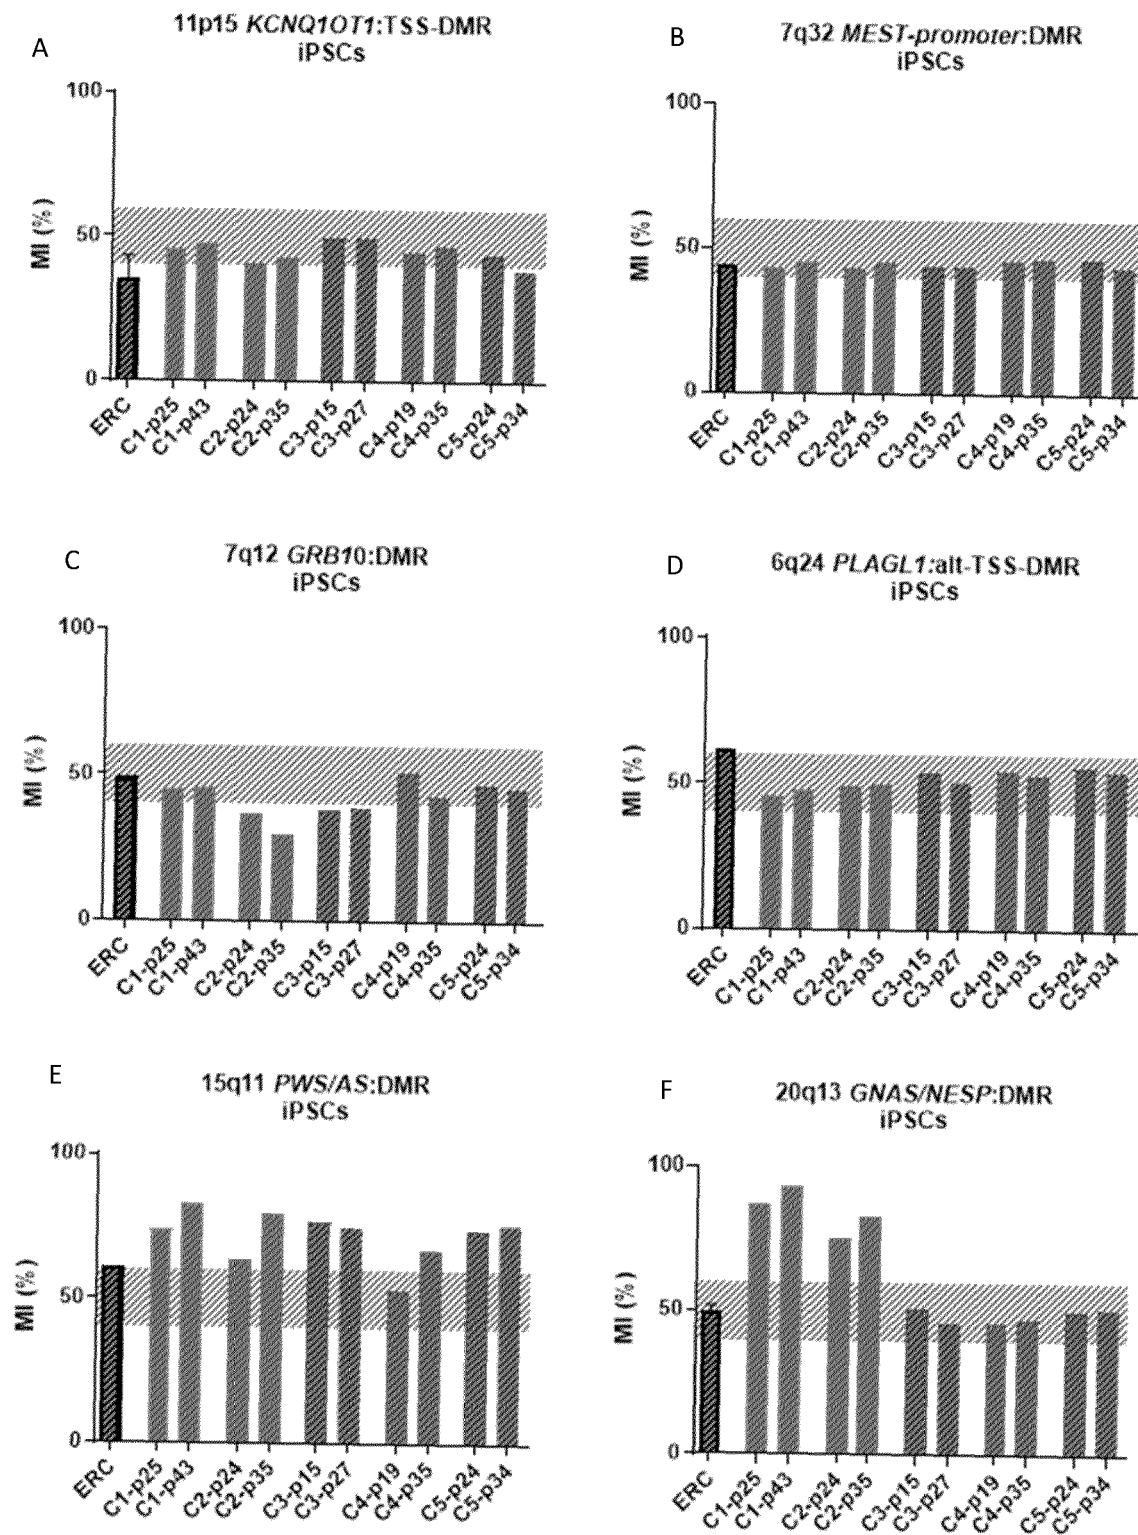 A
11p15 KCNQ1OT1:TSS-DMR
iPSCs
100
50
0
MI (%)
ERC
C1-p25
C1-p43
C2-p24
C2-p35
C3-p15
C3-p27
C4-p19
C4-p35
C5-p24
C5-p34
B
7q32 MEST-promoter:DMR
iPSCs
100
50
0
MI (%)
ERC
C1-p25
C1-p43
C2-p24
C2-p35
C3-p15
C3-p27
C4-p19
C4-p35
C5-p24
C5-p34
C
7q12 GRB10:DMR
iPSCs
100
50
0
MI (%)
ERC
C1-p25
C1-p43
C2-p24
C2-p35
C3-p15
C3-p27
C4-p19
C4-p35
C5-p24
C5-p34
D
6q24 PLAGL1:alt-TSS-DMR
iPSCs
100
50
0
MI (%)
ERC
C1-p25
C1-p43
C2-p24
C2-p35
C3-p15
C3-p27
C4-p19
C4-p35
C5-p24
C5-p34
E
15q11 PWS/AS:DMR
iPSCs
100
50
0
MI (%)
ERC
C1-p25
C1-p43
C2-p24
C2-p35
C3-p15
C3-p27
C4-p19
C4-p35
C5-p24
C5-p34
F
20q13 GNAS/NESP:DMR
iPSCs
100
50
0
MI (%)
ERC
C1-p25
C1-p43
C2-p24
C2-p35
C3-p15
C3-p27
C4-p19
C4-p35
C5-p24
C5-p34